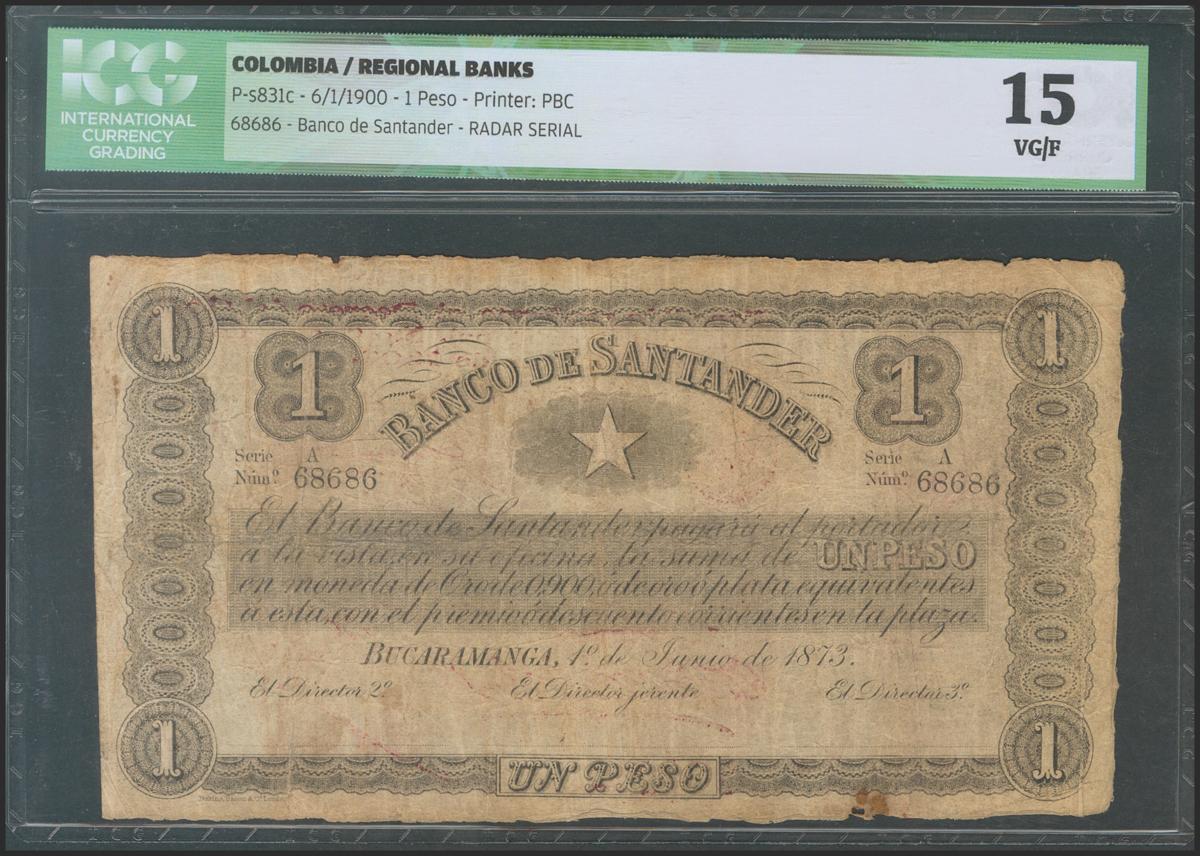 ICG
INTERNATIONAL
CURRENCY
GRADING
COLOMBIA / REGIONAL BANKS
P-s831c - 6/1/1900 - 1 Peso - Printer: PBC
68686 - Banco de Santander - RADAR SERIAL
15
VG/F
1
1
1
1
BANCO DE SANTANDER
Serie A
Númº. 68686
Serie A
Númº. 68686
El Banco de Santander pagará al portador
a la vista, en su oficina, la suma de UN PESO
en moneda de Oro de 0,900, ó de oro ó plata equivalentes
a esta, con el premio ó descuento corrientes en la plaza.
BUCARAMANGA, 1º. de Junio de 1873.
El Director 2º.
El Director jerente
El Director 3º.
1
UN PESO
1